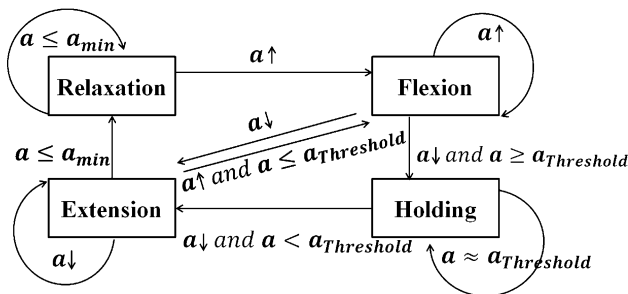 a ≤ a_min
a↑
a↑
Relaxation
Flexion
a↓
a ≤ a_min
a↑ and a ≤ a_Threshold
a↓ and a ≥ a_Threshold
Extension
Holding
a↓
a↓ and a < a_Threshold
a ≈ a_Threshold